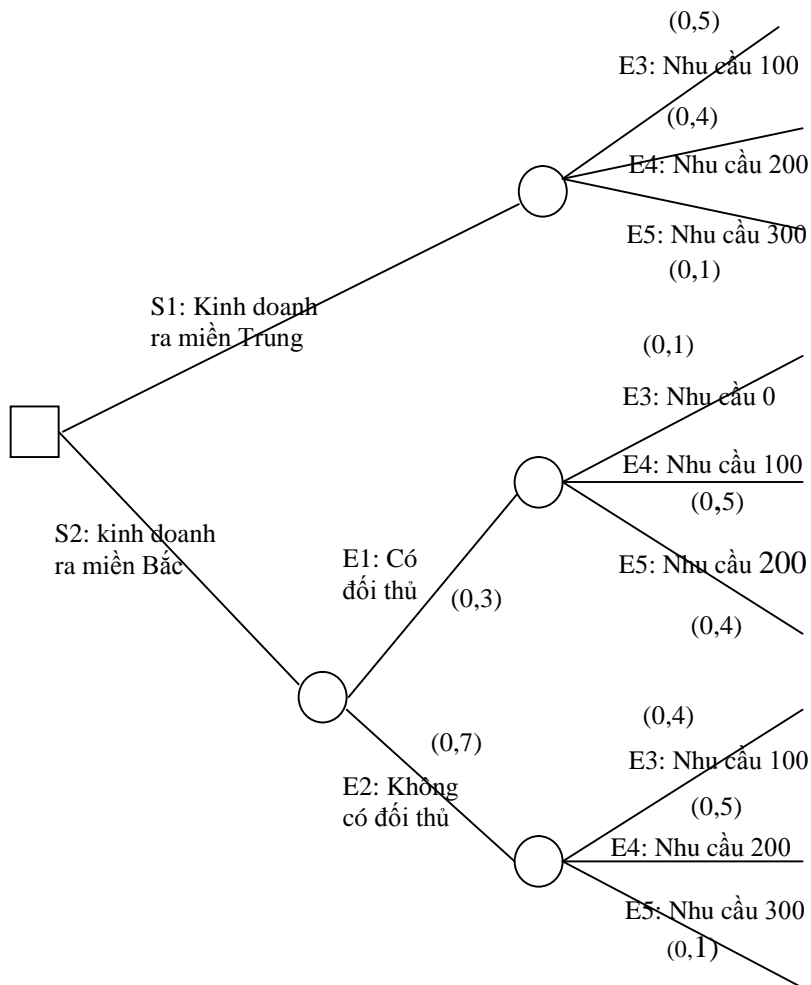 (0,5)
E3: Nhu cầu 100
(0,4)
E4: Nhu cầu 200
E5: Nhu cầu 300
(0,1)
S1: Kinh doanh
ra miền Trung
(0,1)
E3: Nhu cầu 0
E4: Nhu cầu 100
(0,5)
S2: kinh doanh
ra miền Bắc
E1: Có
đối thủ
(0,3)
E5: Nhu cầu 200
(0,4)
(0,4)
(0,7)
E3: Nhu cầu 100
E2: Không
có đối thủ
(0,5)
E4: Nhu cầu 200
E5: Nhu cầu 300
(0,1)